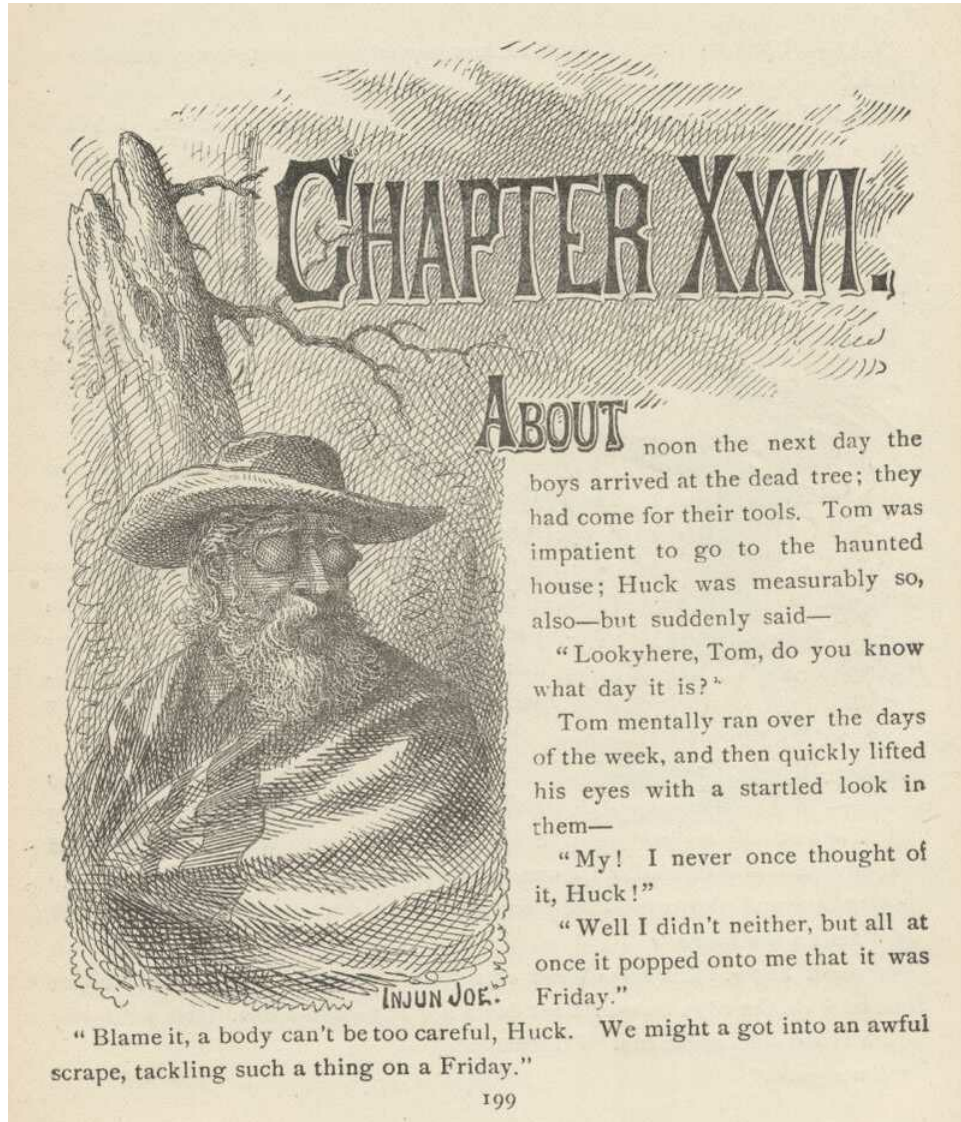 CHAPTER XXVI.
ABOUT noon the next day the
boys arrived at the dead tree; they
had come for their tools. Tom was
impatient to go to the haunted
house; Huck was measurably so,
also—but suddenly said—
“Lookyhere, Tom, do you know
what day it is?”
Tom mentally ran over the days
of the week, and then quickly lifted
his eyes with a startled look in
them—
“My! I never once thought of
it, Huck!”
“Well I didn't neither, but all at
once it popped onto me that it was
Friday.”
INJUN JOE.
“Blame it, a body can't be too careful, Huck. We might a got into an awful
scrape, tackling such a thing on a Friday.”
199